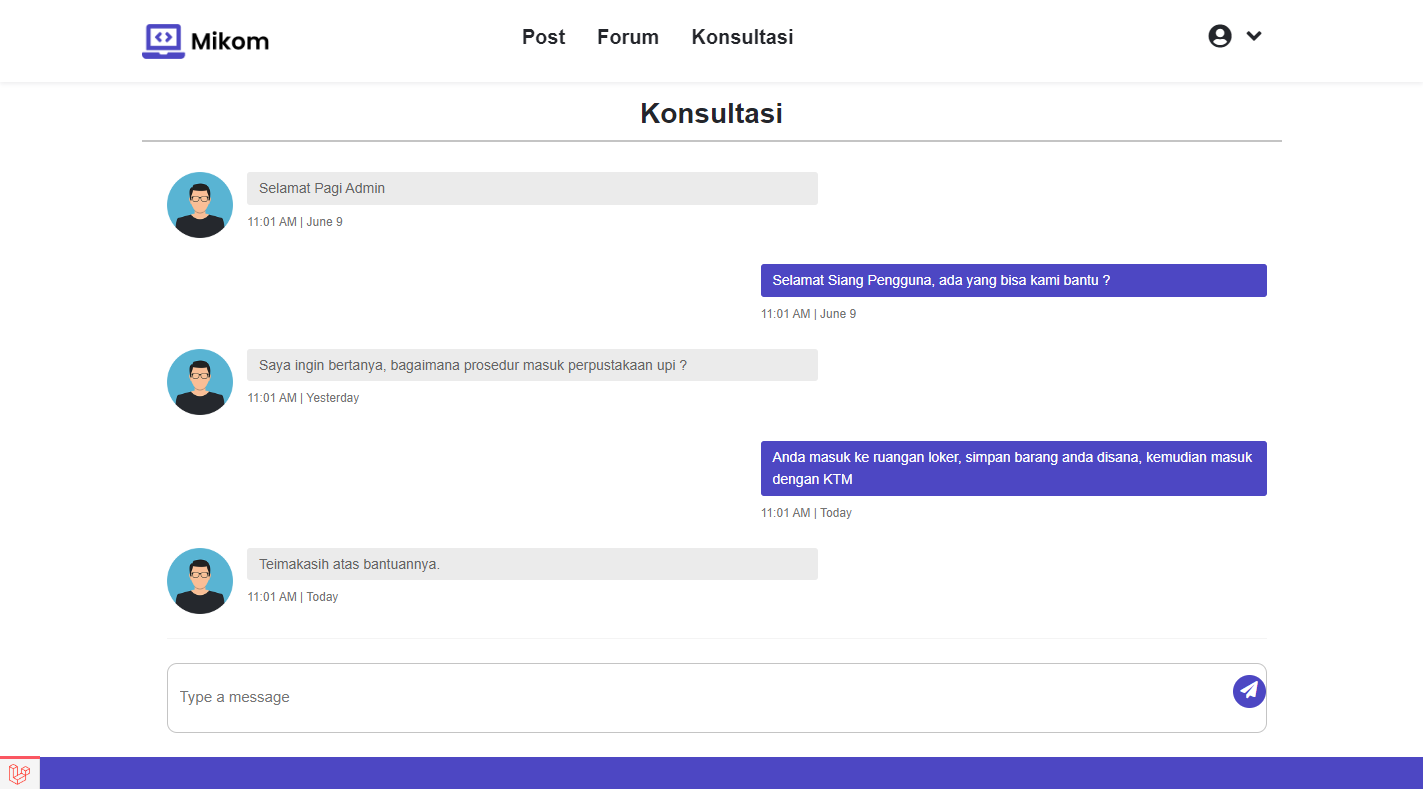 Mikom
Post Forum Konsultasi
Konsultasi
Selamat Pagi Admin
11:01 AM | June 9
Selamat Siang Pengguna, ada yang bisa kami bantu ?
11:01 AM | June 9
Saya ingin bertanya, bagaimana prosedur masuk perpustakaan upi ?
11:01 AM | Yesterday
Anda masuk ke ruangan loker, simpan barang anda disana, kemudian masuk
dengan KTM
11:01 AM | Today
Teimakasih atas bantuannya.
11:01 AM | Today
Type a message